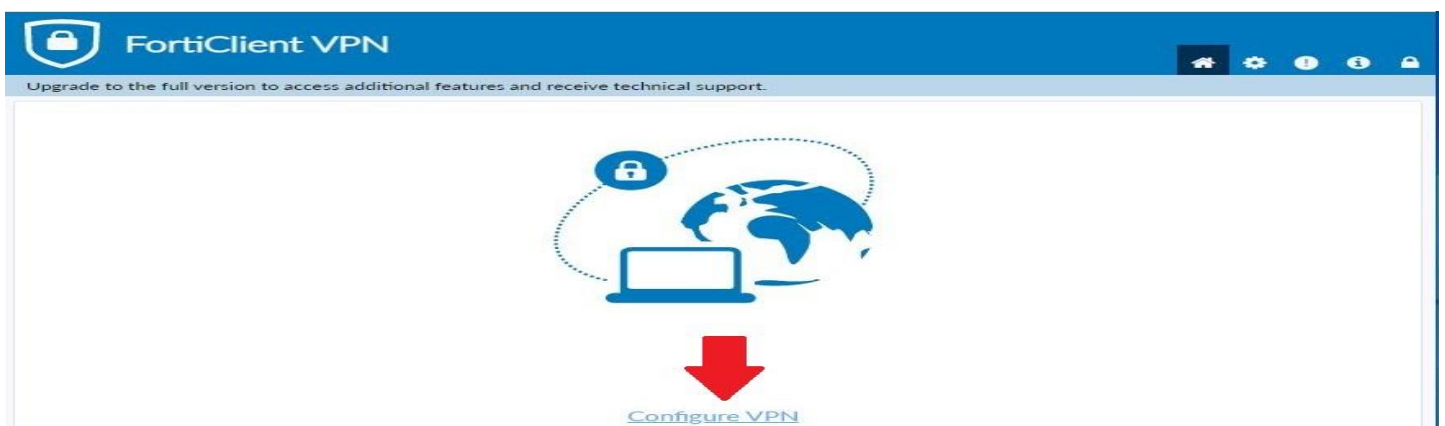 FortiClient VPN
Upgrade to the full version to access additional features and receive technical support.
Configure VPN